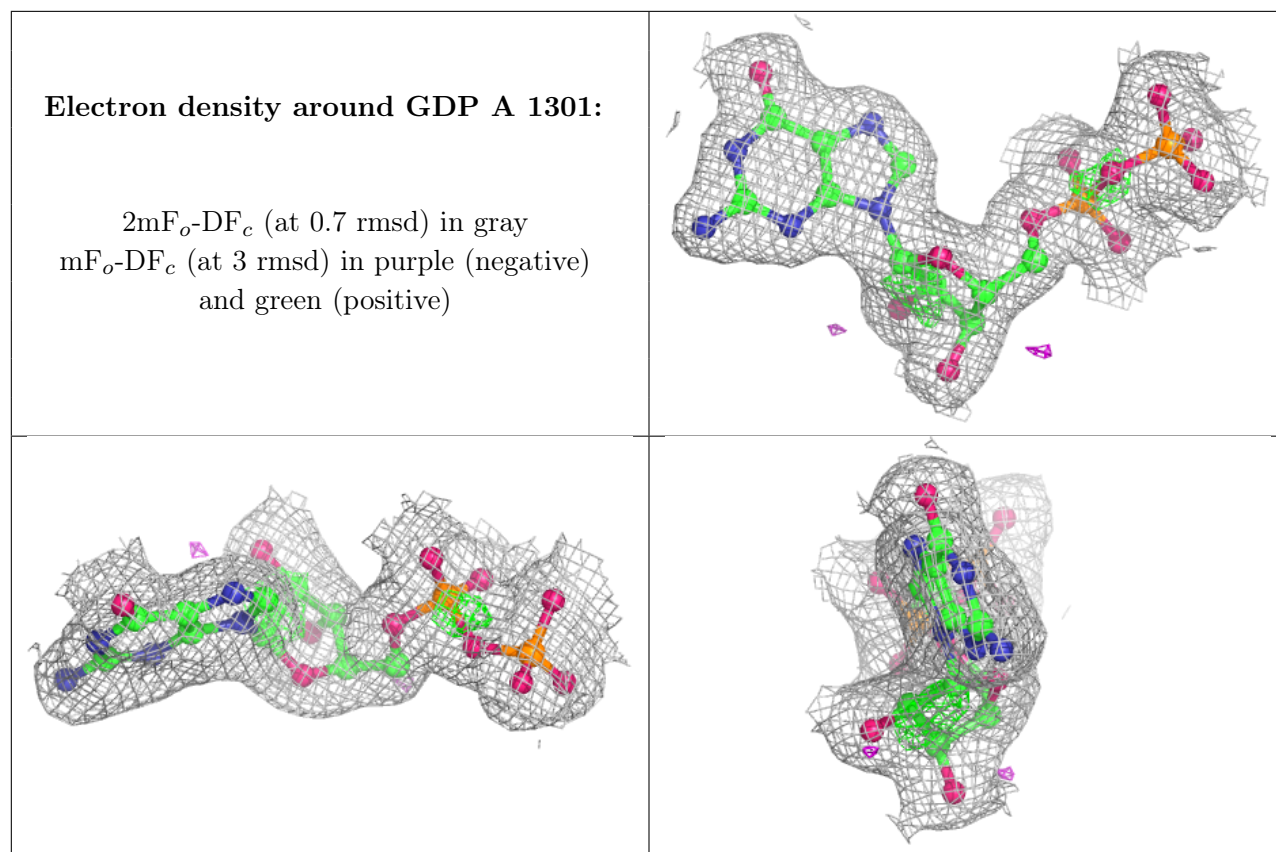 Electron density around GDP A 1301:
2mFo-DFc (at 0.7 rmsd) in gray
mFo-DFc (at 3 rmsd) in purple (negative)
and green (positive)